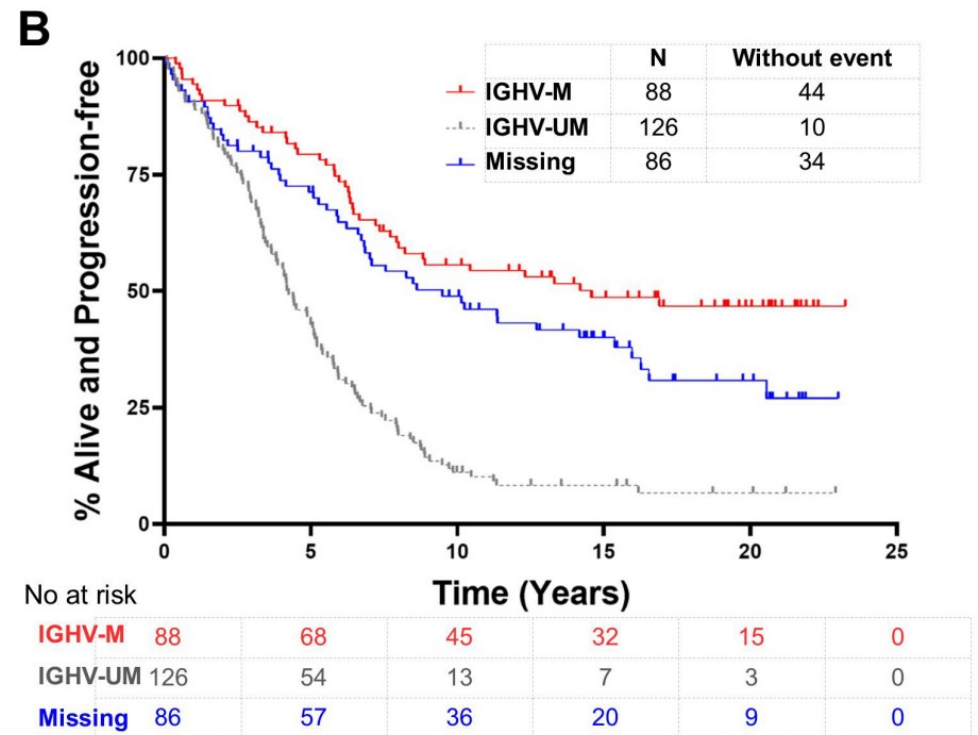 B
% Alive and Progression-free
100
75
50
25
0
N Without event
IGHV-M 88 44
IGHV-UM 126 10
Missing 86 34
0 5 10 15 20 25
Time (Years)
No at risk
IGHV-M 88 68 45 32 15 0
IGHV-UM 126 54 13 7 3 0
Missing 86 57 36 20 9 0